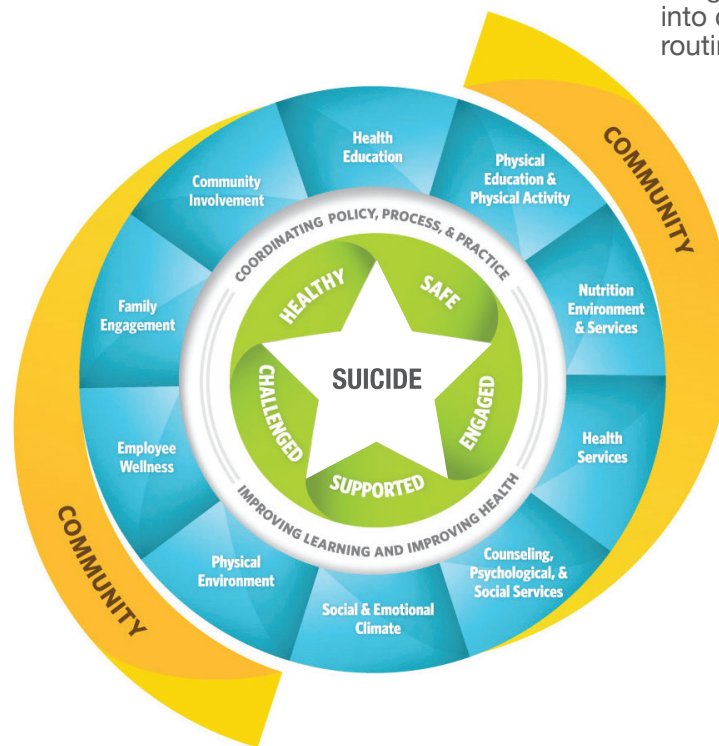 into
routin
COMMUNITY
Health
Education
Physical
Education &
Physical Activity
Nutrition
Environment
& Services
Health
Services
Counseling,
Psychological, &
Social Services
Social & Emotional
Climate
Physical
Environment
Employee
Wellness
Family
Engagement
Community
Involvement
COORDINATING POLICY, PROCESS, & PRACTICE
IMPROVING LEARNING AND IMPROVING HEALTH
HEALTHY
SAFE
ENGAGED
SUPPORTED
CHALLENGED
SUICIDE
COMMUNITY